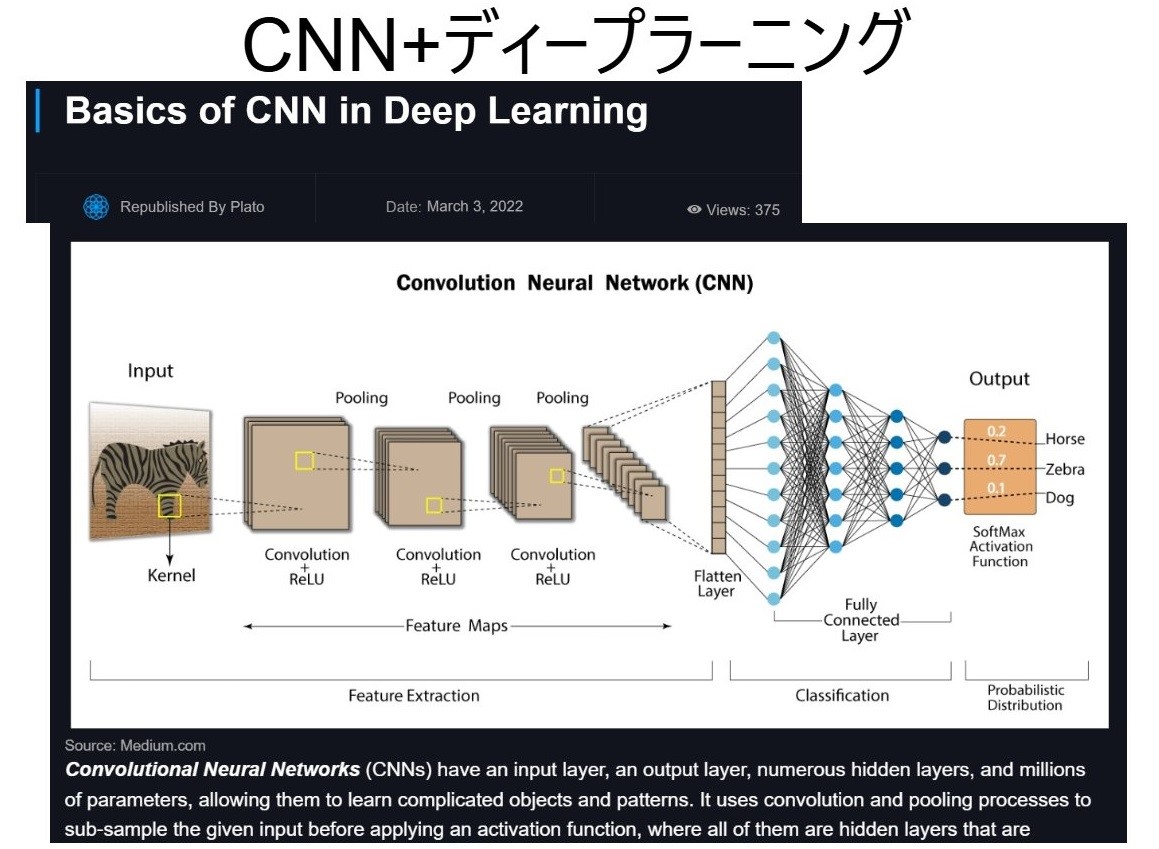 CNN+ディープラーニング
Basics of CNN in Deep Learning
Republished By Plato
Date: March 3, 2022
Views: 375
Convolution Neural Network (CNN)
Input
Output
Pooling
Pooling
Pooling
0.2
Horse
0.7
Zebra
0.1
Dog
Kernel
Convolution
+
ReLU
Convolution
+
ReLU
Convolution
+
ReLU
Flatten
Layer
SoftMax
Activation
Function
Fully
Connected
Layer
Feature Maps
Feature Extraction
Classification
Probabilistic
Distribution
Source: Medium.com
Convolutional Neural Networks (CNNs) have an input layer, an output layer, numerous hidden layers, and millions
of parameters, allowing them to learn complicated objects and patterns. It uses convolution and pooling processes to
sub-sample the given input before applying an activation function, where all of them are hidden layers that are